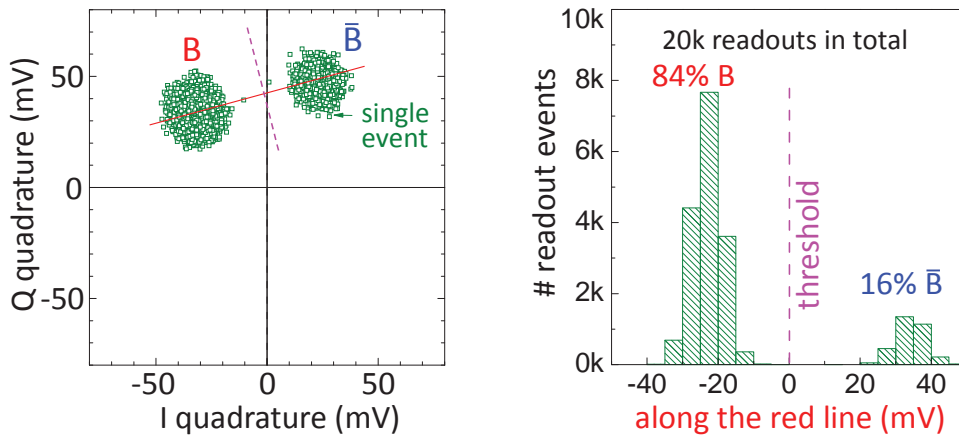 B
B̄
single
event
50
0
-50
-50
0
50
I quadrature (mV)
Q quadrature (mV)
20k readouts in total
84% B
16% B̄
threshold
10k
8k
6k
4k
2k
0k
-40
-20
0
20
40
along the red line (mV)
# readout events